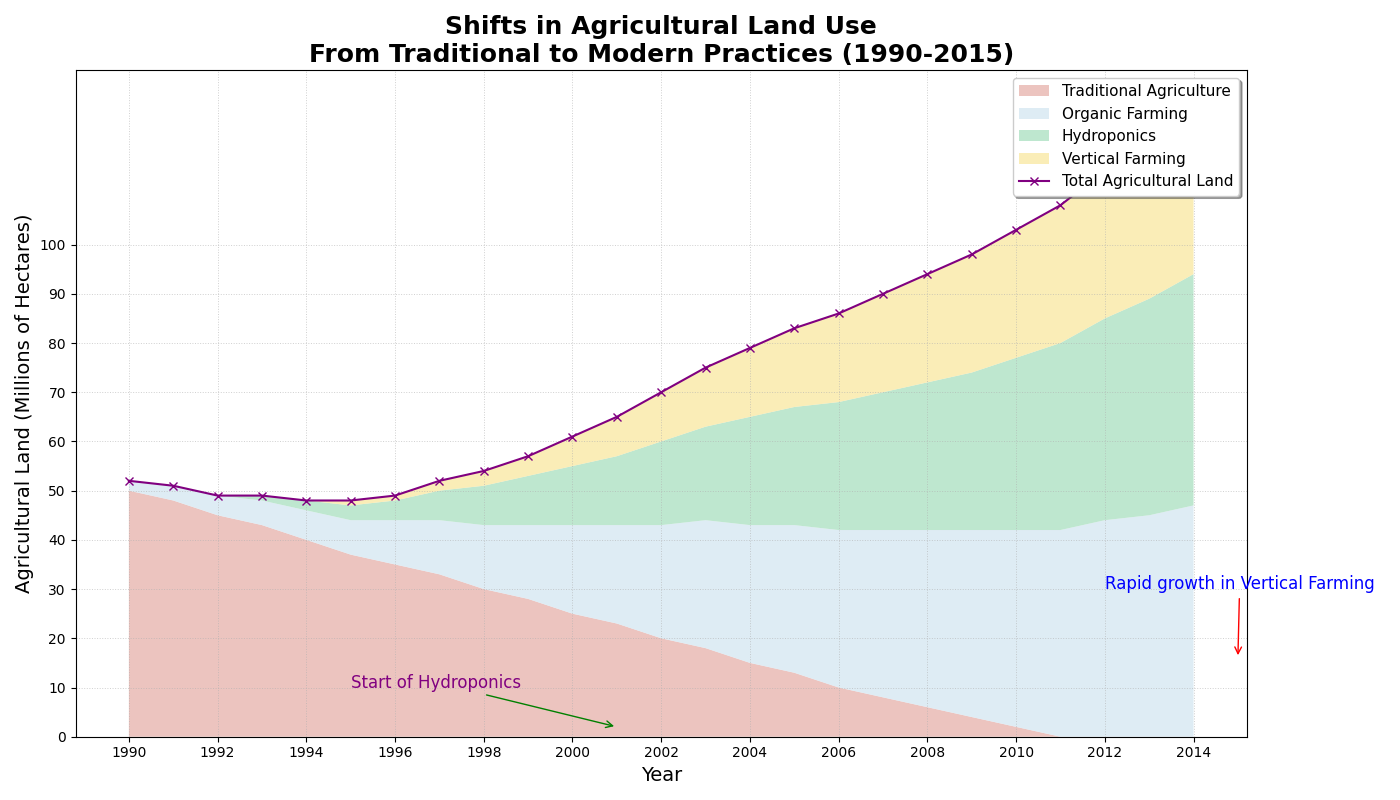 Shifts in Agricultural Land Use
From Traditional to Modern Practices (1990-2015)
Traditional Agriculture
Organic Farming
Hydroponics
Vertical Farming
Total Agricultural Land
Agricultural Land (Millions of Hectares)
100
90
80
70
60
50
40
30
20
10
0
Rapid growth in Vertical Farming
Start of Hydroponics
1990 1992 1994 1996 1998 2000 2002 2004 2006 2008 2010 2012 2014
Year